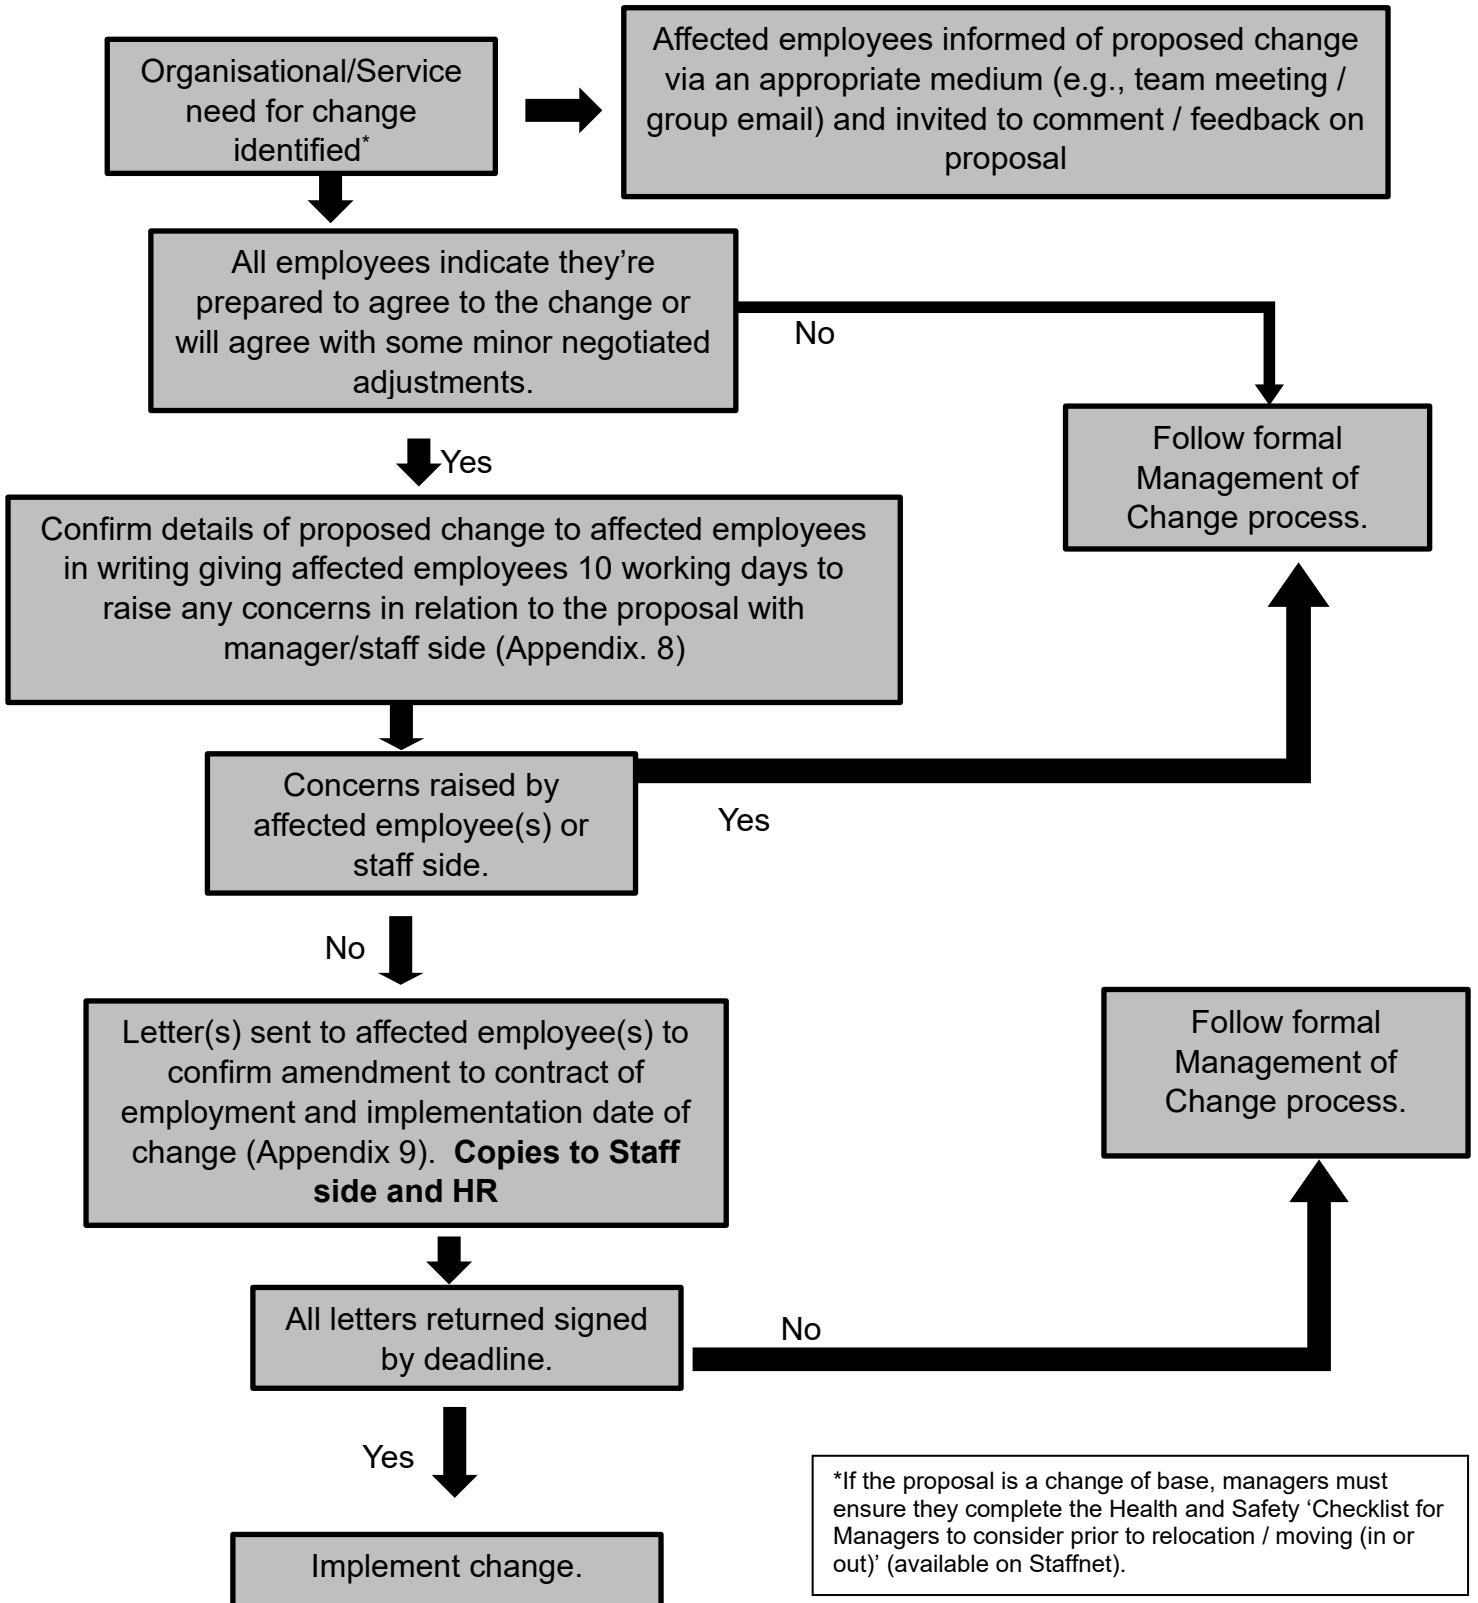 Organisational/Service
need for change
identified*
Affected employees informed of proposed change
via an appropriate medium (e.g., team meeting /
group email) and invited to comment / feedback on
proposal
All employees indicate they’re
prepared to agree to the change or
will agree with some minor negotiated
adjustments.
No
Follow formal
Management of
Change process.
Yes
Confirm details of proposed change to affected employees
in writing giving affected employees 10 working days to
raise any concerns in relation to the proposal with
manager/staff side (Appendix. 8)
Concerns raised by
affected employee(s) or
staff side.
Yes
No
Letter(s) sent to affected employee(s) to
confirm amendment to contract of
employment and implementation date of
change (Appendix 9).  Copies to Staff
side and HR
Follow formal
Management of
Change process.
All letters returned signed
by deadline.
No
Yes
Implement change.
*If the proposal is a change of base, managers must
ensure they complete the Health and Safety ‘Checklist for
Managers to consider prior to relocation / moving (in or
out)’ (available on Staffnet).